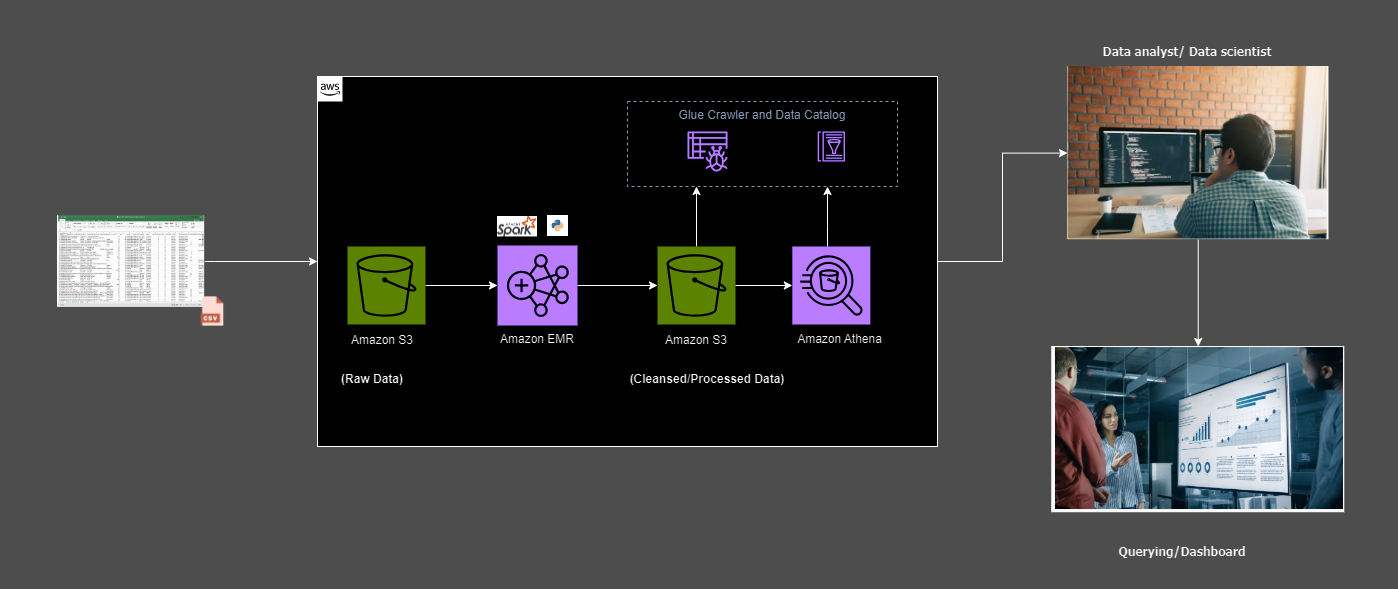 Data analyst/ Data scientist
aws
Glue Crawler and Data Catalog
APACHE
Spark
Amazon S3
Amazon EMR
Amazon S3
Amazon Athena
(Raw Data)
(Cleansed/Processed Data)
CSV
Querying/Dashboard